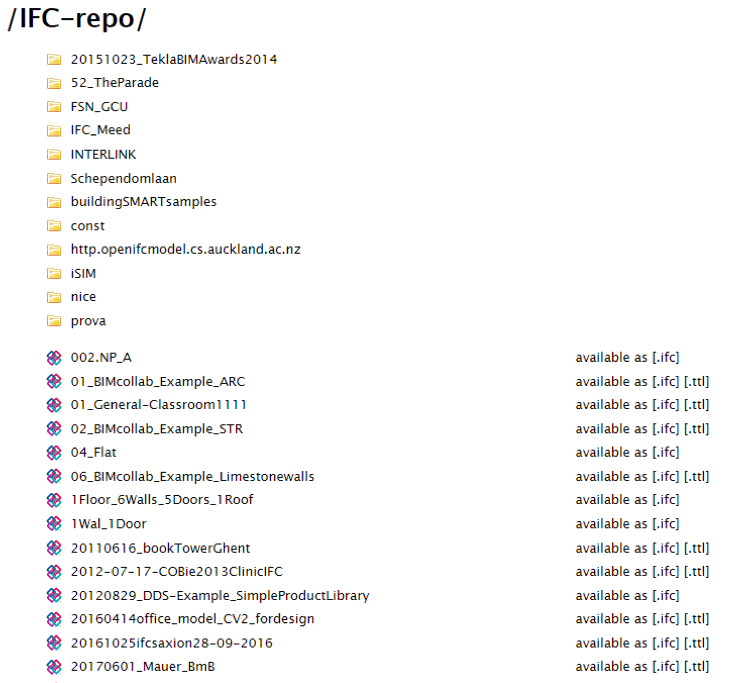 /IFC-repo/
20151023_TeklaBIMAwards2014
52_TheParade
FSN_GCU
IFC_Meed
INTERLINK
Schependomlaan
buildingSMARTsamples
const
http.openifcmodel.cs.auckland.ac.nz
iSIM
nice
prova
002.NP_A available as [.ifc]
01_BIMcollab_Example_ARC available as [.ifc] [.ttl]
01_General-Classroom1111 available as [.ifc] [.ttl]
02_BIMcollab_Example_STR available as [.ifc] [.ttl]
04_Flat available as [.ifc]
06_BIMcollab_Example_Limestonewalls available as [.ifc] [.ttl]
1Floor_6Walls_5Doors_1Roof available as [.ifc]
1Wal_1Door available as [.ifc]
20110616_bookTowerGhent available as [.ifc] [.ttl]
2012-07-17-COBie2013ClinicIFC available as [.ifc] [.ttl]
20120829_DDS-Example_SimpleProductLibrary available as [.ifc]
20160414office_model_CV2_fordesign available as [.ifc] [.ttl]
20161025ifcsaxion28-09-2016 available as [.ifc] [.ttl]
20170601_Mauer_BmB available as [.ifc] [.ttl]